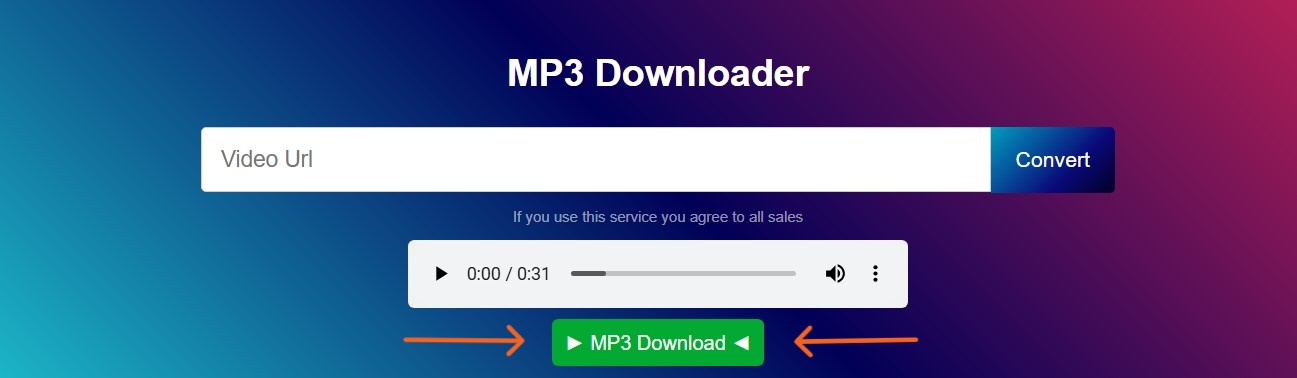 MP3 Downloader
Video Url
Convert
If you use this service you agree to all sales
0:00 / 0:31
► MP3 Download ◄